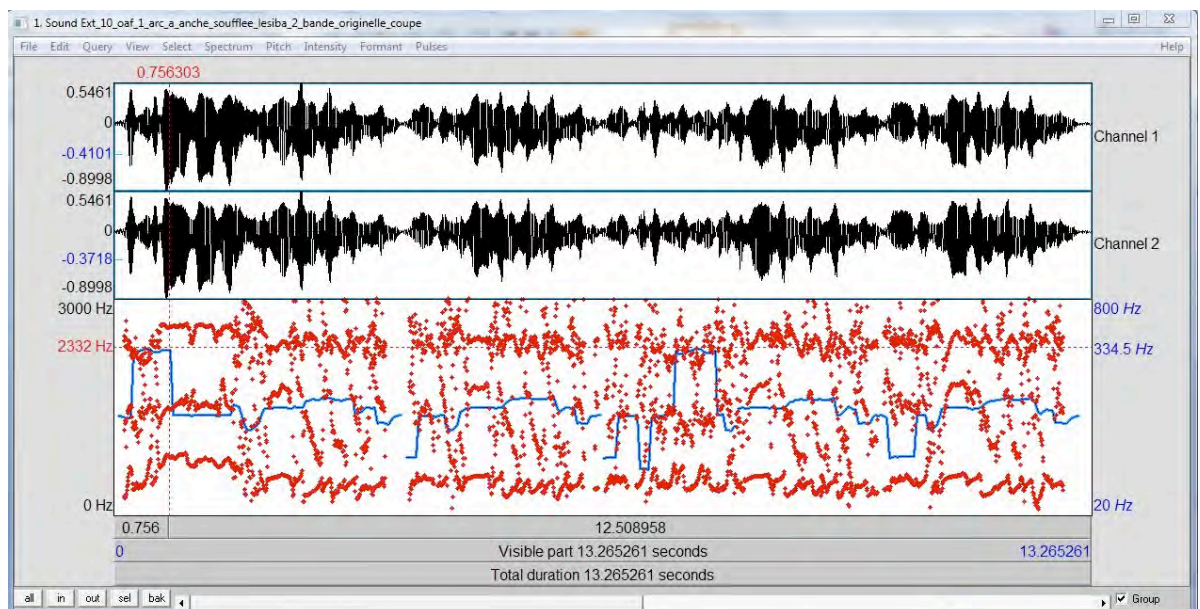 1. Sound Ext_10_oaf_1_arc_a_anche_soufflee_lesiba_2_bande_originelle_coupe
File Edit Query View Select Spectrum Pitch Intensity Formant Pulses Help
0.756303
0.5461
0
-0.4101
-0.8998
Channel 1
0.5461
0
-0.3718
-0.8998
Channel 2
3000 Hz 800 Hz
2332 Hz 334.5 Hz
0 Hz 20 Hz
0.756 12.508958
0 Visible part 13.265261 seconds 13.265261
Total duration 13.265261 seconds
all in out sel bak Group